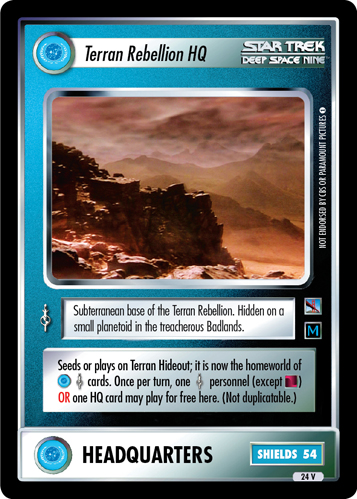 Terran Rebellion HQ
STAR TREK
DEEP SPACE NINE
NOT ENDORSED BY CBS OR PARAMOUNT PICTURES
Subterranean base of the Terran Rebellion. Hidden on a
small planetoid in the treacherous Badlands.
M
Seeds or plays on Terran Hideout; it is now the homeworld of
cards. Once per turn, one personnel (except )
OR one HQ card may play for free here. (Not duplicatable.)
HEADQUARTERS
SHIELDS 54
24 V